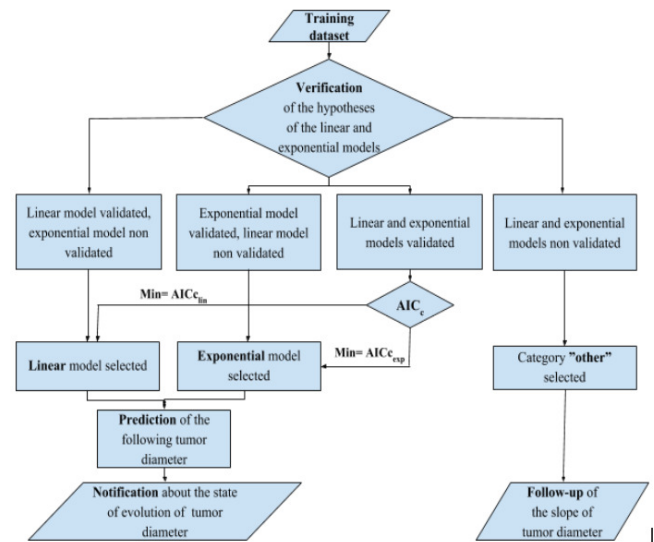 Training
dataset
Verification
of the hypotheses
of the linear and
exponential models
Linear model validated,
exponential model non
validated
Exponential model
validated, linear model
non validated
Linear and exponential
models validated
Linear and exponential
models non validated
Min= AICc_lin
AIC_c
Linear model selected
Exponential model
selected
Min= AICc_exp
Category ”other”
selected
Prediction of the
following tumor
diameter
Notification about the state
of evolution of tumor
diameter
Follow-up of
the slope of
tumor diameter